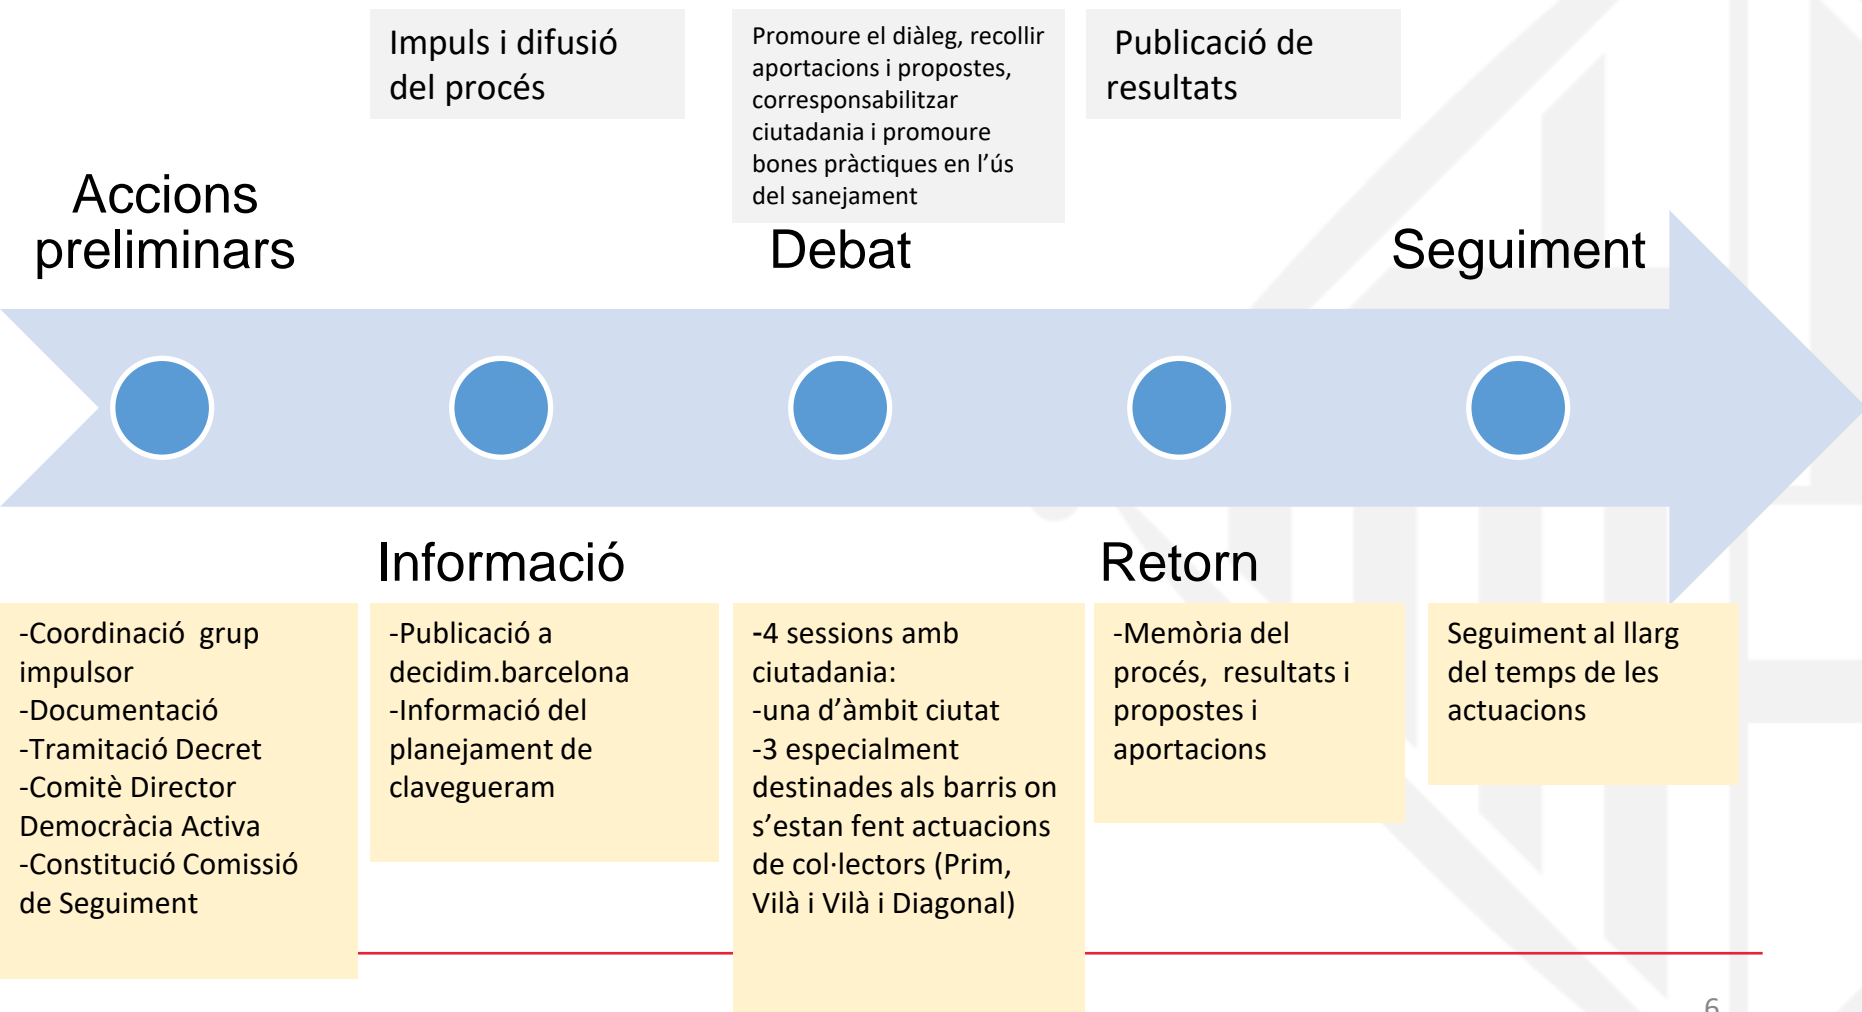 Impuls i difusió
del procés
Promoure el diàleg, recollir
aportacions i propostes,
corresponsabilitzar
ciutadania i promoure
bones pràctiques en l’ús
del sanejament
Publicació de
resultats
Accions
preliminars
Debat
Seguiment
Informació
Retorn
-Coordinació grup
impulsor
-Documentació
-Tramitació Decret
-Comitè Director
Democràcia Activa
-Constitució Comissió
de Seguiment
-Publicació a
decidim.barcelona
-Informació del
planejament de
clavegueram
-4 sessions amb
ciutadania:
-una d’àmbit ciutat
-3 especialment
destinades als barris on
s’estan fent actuacions
de col·lectors (Prim,
Vilà i Vilà i Diagonal)
-Memòria del
procés, resultats i
propostes i
aportacions
Seguiment al llarg
del temps de les
actuacions
6